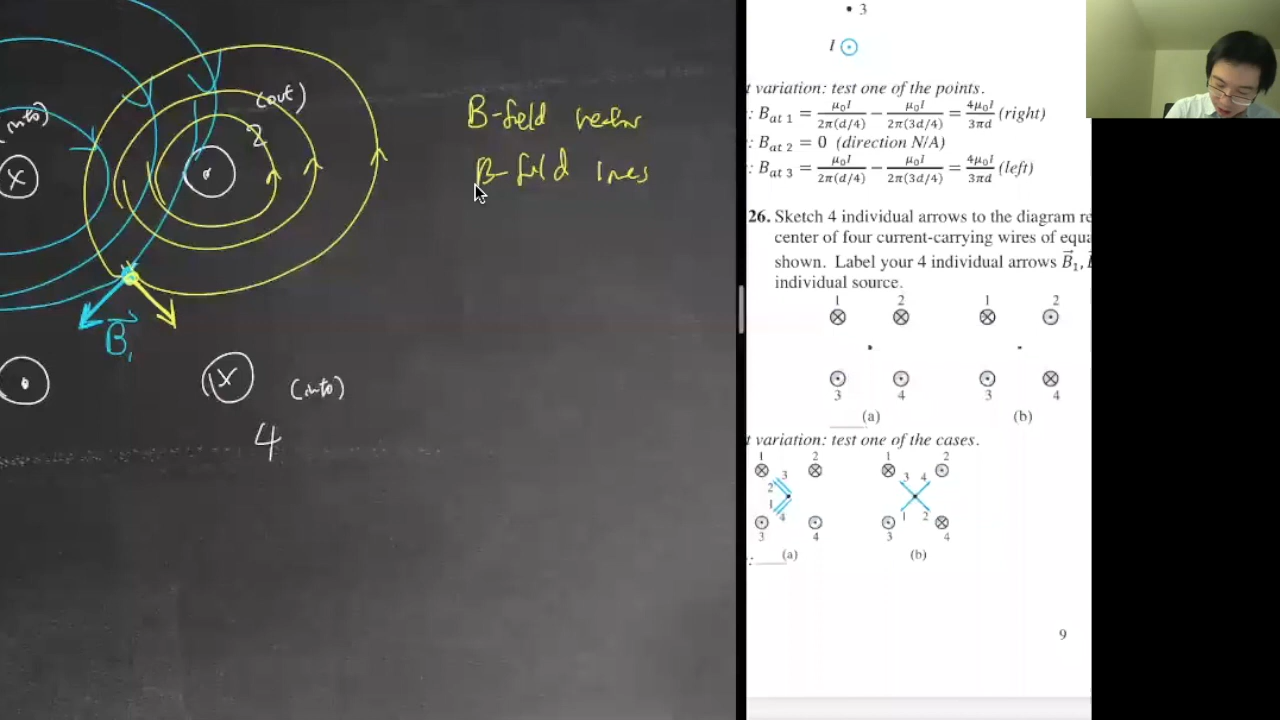 (into)
X
(out)
2
B-field vector
B-field lines
B₁
X
(into)
4
• 3
I
t variation: test one of the points.
: B at 1 = μ₀I/2π(d/4) − μ₀I/2π(3d/4) = 4μ₀I/3πd (right)
: B at 2 = 0 (direction N/A)
: B at 3 = μ₀I/2π(d/4) − μ₀I/2π(3d/4) = 4μ₀I/3πd (left)
26. Sketch 4 individual arrows to the diagram re
center of four current-carrying wires of equa
shown. Label your 4 individual arrows B⃗₁,
individual source.
1 2 1 2
3 4 3 4
(a) (b)
t variation: test one of the cases.
1 2 1 2
3 3 4
2
1
4 1 2
3 4 3 4
: (a) (b)
9